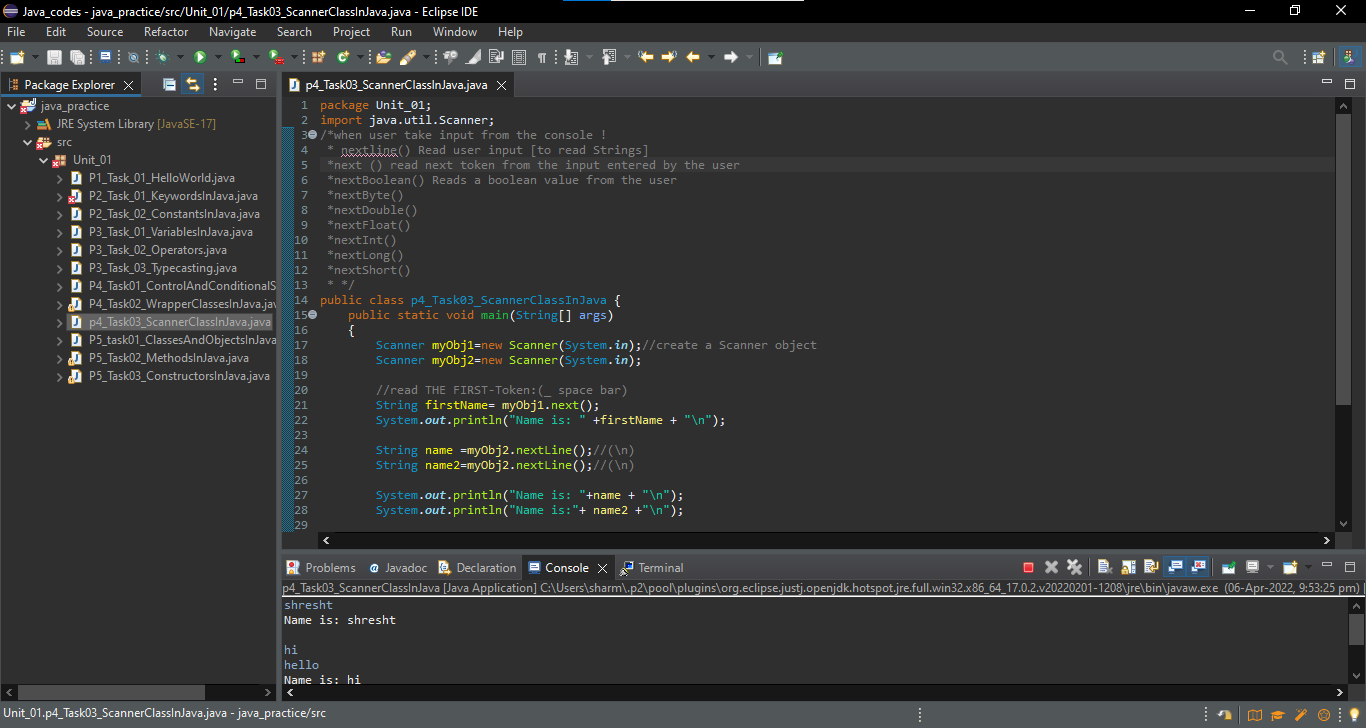 Java_codes - java_practice/src/Unit_01/p4_Task03_ScannerClassInJava.java - Eclipse IDE
File Edit Source Refactor Navigate Search Project Run Window Help
Package Explorer
java_practice
JRE System Library [JavaSE-17]
src
Unit_01
P1_Task_01_HelloWorld.java
P2_Task_01_KeywordsInJava.java
P2_Task_02_ConstantsInJava.java
P3_Task_01_VariablesInJava.java
P3_Task_02_Operators.java
P3_Task_03_Typecasting.java
P4_Task01_ControlAndConditionalS
P4_Task02_WrapperClassesInJava.jav
p4_Task03_ScannerClassInJava.java
P5_task01_ClassesAndObjectsInJava
P5_Task02_MethodsInJava.java
P5_Task03_ConstructorsInJava.java
p4_Task03_ScannerClassInJava.java
1 package Unit_01;
2 import java.util.Scanner;
3 /*when user take input from the console !
4 * nextline() Read user input [to read Strings]
5 *next () read next token from the input entered by the user
6 *nextBoolean() Reads a boolean value from the user
7 *nextByte()
8 *nextDouble()
9 *nextFloat()
10 *nextInt()
11 *nextLong()
12 *nextShort()
13 * */
14 public class p4_Task03_ScannerClassInJava {
15 public static void main(String[] args)
16 {
17 Scanner myObj1=new Scanner(System.in);//create a Scanner object
18 Scanner myObj2=new Scanner(System.in);
19
20 //read THE FIRST-Token:(_ space bar)
21 String firstName= myObj1.next();
22 System.out.println("Name is: " +firstName + "\n");
23
24 String name =myObj2.nextLine();//(\n)
25 String name2=myObj2.nextLine();//(\n)
26
27 System.out.println("Name is: "+name + "\n");
28 System.out.println("Name is:"+ name2 +"\n");
29
Problems Javadoc Declaration Console Terminal
p4_Task03_ScannerClassInJava [Java Application] C:\Users\sharm\.p2\pool\plugins\org.eclipse.justj.openjdk.hotspot.jre.full.win32.x86_64_17.0.2.v20220201-1208\jre\bin\javaw.exe (06-Apr-2022, 9:53:25 pm)
shresht
Name is: shresht
hi
hello
Name is: hi
Unit_01.p4_Task03_ScannerClassInJava.java - java_practice/src